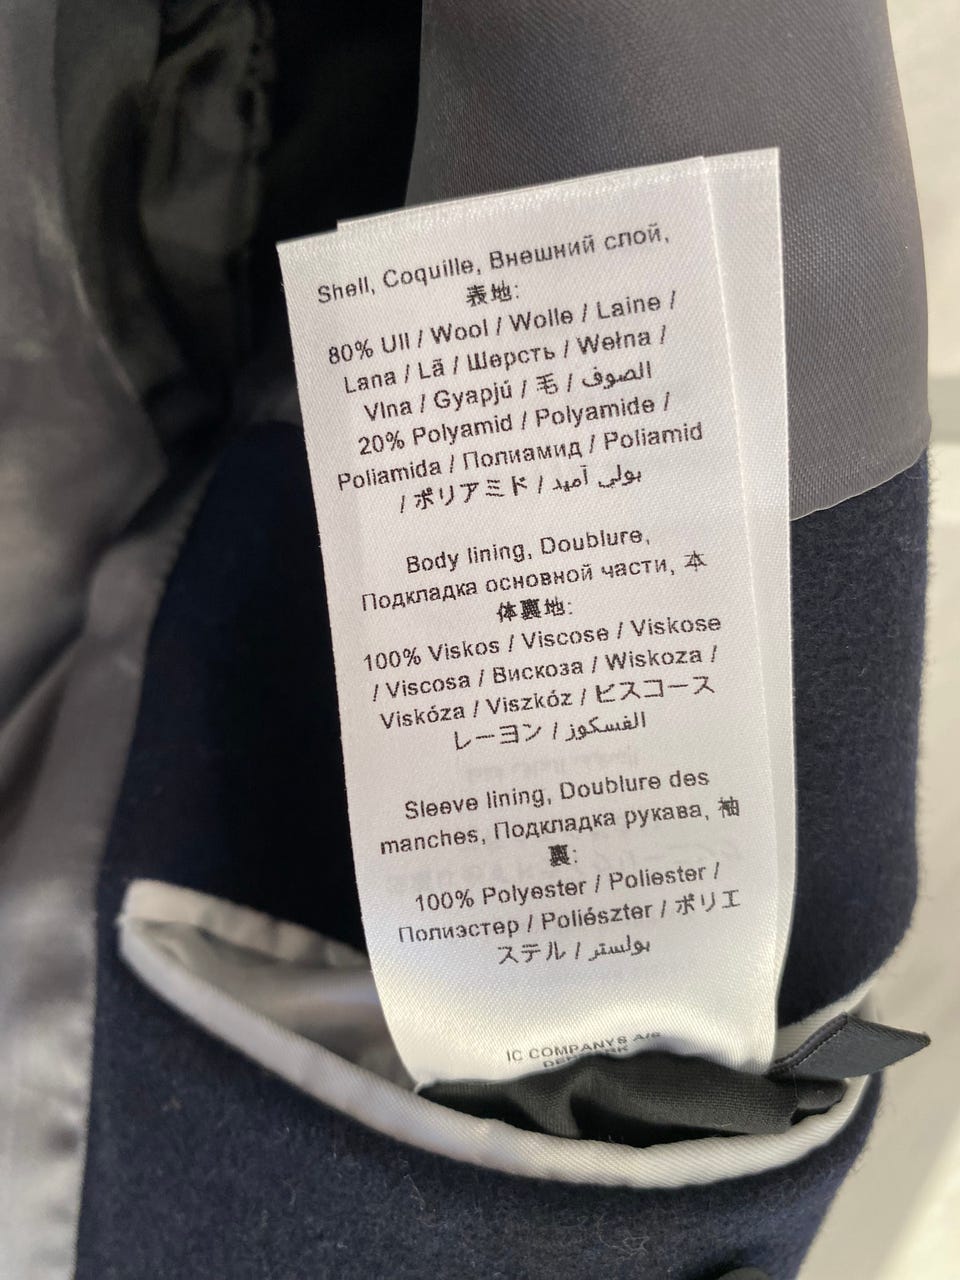 Shell, Coquille, Внешний слой,
表地:
80% Ull / Wool / Wolle / Laine /
Lana / Lã / Шерсть / Wełna /
Vlna / Gyapjú / 毛 / الصوف
20% Polyamid / Polyamide /
Poliamida / Полиамид / Poliamid
/ ポリアミド / بولي آميد
Body lining, Doublure,
Подкладка основной части, 本
体裏地:
100% Viskos / Viscose / Viskose
/ Viscosa / Вискоза / Wiskoza /
Viskóza / Viszkóz / ビスコース
レーヨン / الفسكوز
Sleeve lining, Doublure des
manches, Подкладка рукава, 袖
裏:
100% Polyester / Poliester /
Полиэстер / Poliészter / ポリエ
ステル / بولستر
IC COMPANYS A/S
DENMARK